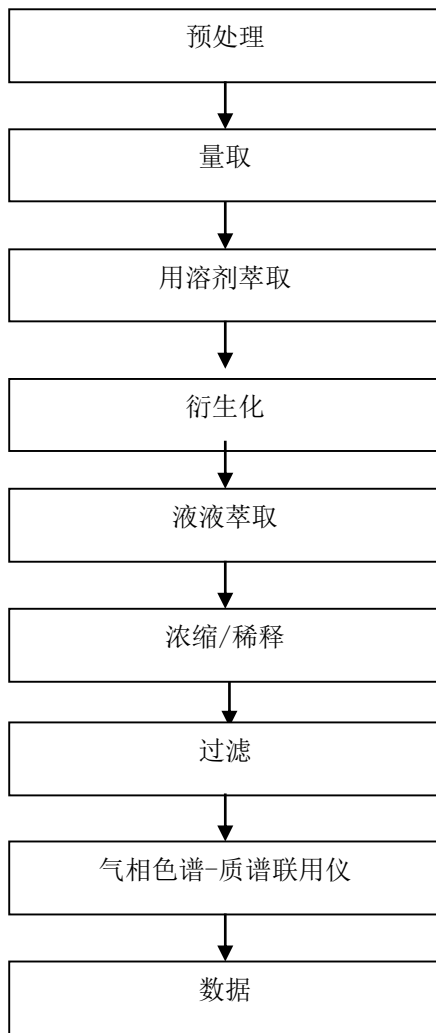 预处理
量取
用溶剂萃取
衍生化
液液萃取
浓缩/稀释
过滤
气相色谱-质谱联用仪
数据